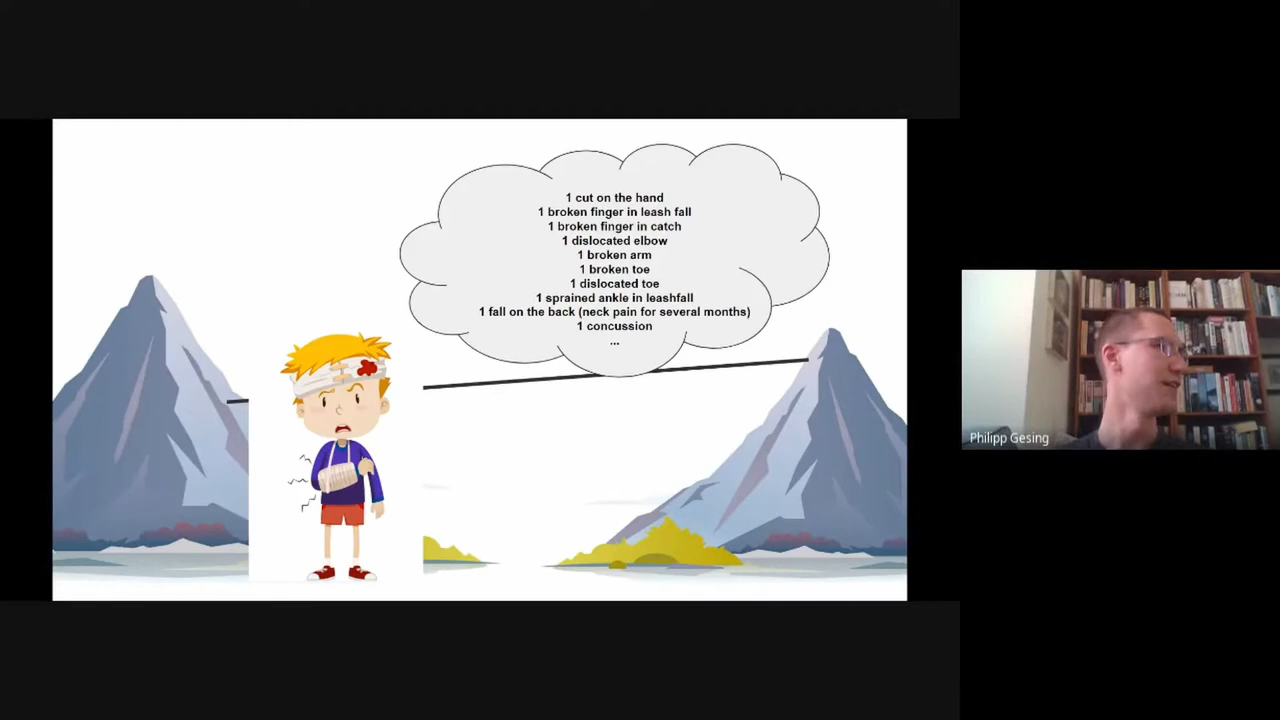 1 cut on the hand
1 broken finger in leash fall
1 broken finger in catch
1 dislocated elbow
1 broken arm
1 broken toe
1 dislocated toe
1 sprained ankle in leashfall
1 fall on the back (neck pain for several months)
1 concussion
...
Philipp Gesing